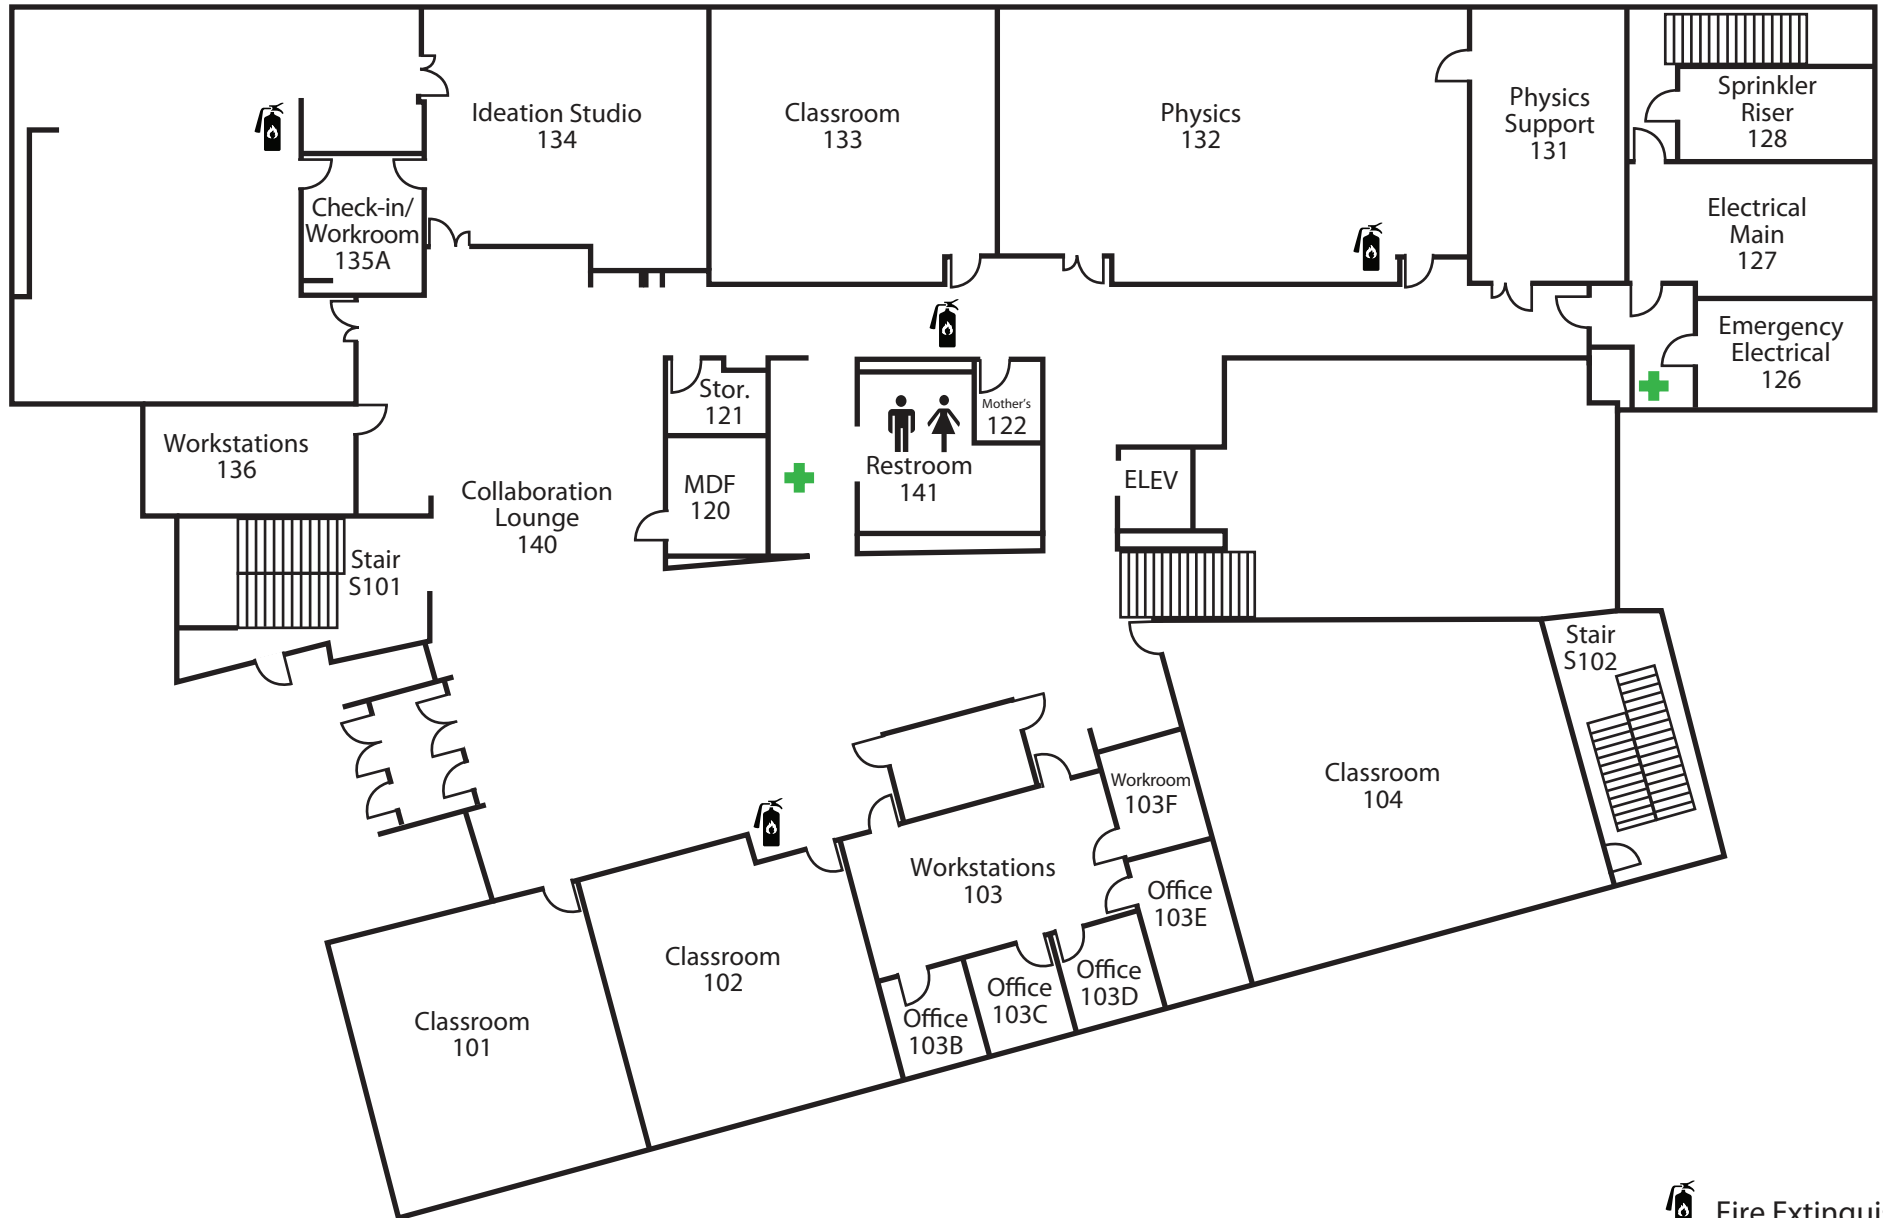 Ideation Studio
134
Classroom
133
Physics
132
Physics
Support
131
Sprinkler
Riser
128
Check-in/
Workroom
135A
Electrical
Main
127
Emergency
Electrical
126
Stor.
121
Mother's
122
Workstations
136
Collaboration
Lounge
140
MDF
120
Restroom
141
ELEV
Stair
S101
Stair
S102
Workroom
103F
Classroom
104
Workstations
103
Office
103E
Classroom
102
Office
103D
Office
103C
Office
103B
Classroom
101
Fire Extingui